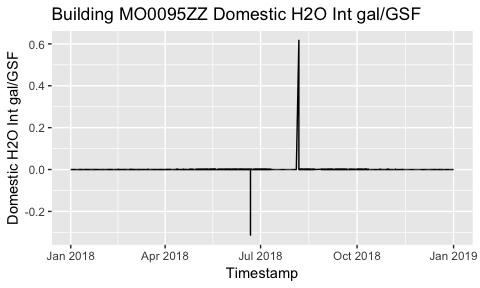 Building MO0095ZZ Domestic H2O Int gal/GSF
Domestic H2O Int gal/GSF
0.6
0.4
0.2
0.0
-0.2
Jan 2018 Apr 2018 Jul 2018 Oct 2018 Jan 2019
Timestamp